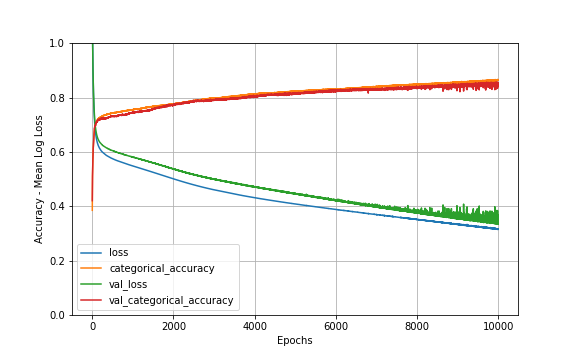 1.0
0.8
0.6
0.4
0.2
0.0
Accuracy - Mean Log Loss
loss
categorical_accuracy
val_loss
val_categorical_accuracy
0 2000 4000 6000 8000 10000
Epochs